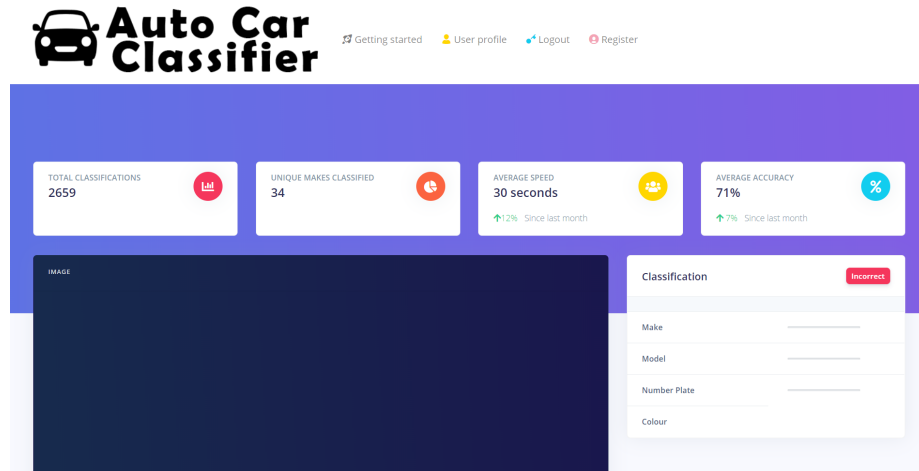 Auto Car
Classifier
Getting started User profile Logout Register
TOTAL CLASSIFICATIONS
2659
UNIQUE MAKES CLASSIFIED
34
AVERAGE SPEED
30 seconds
12% Since last month
AVERAGE ACCURACY
71%
7% Since last month
IMAGE
Classification Incorrect
Make
Model
Number Plate
Colour